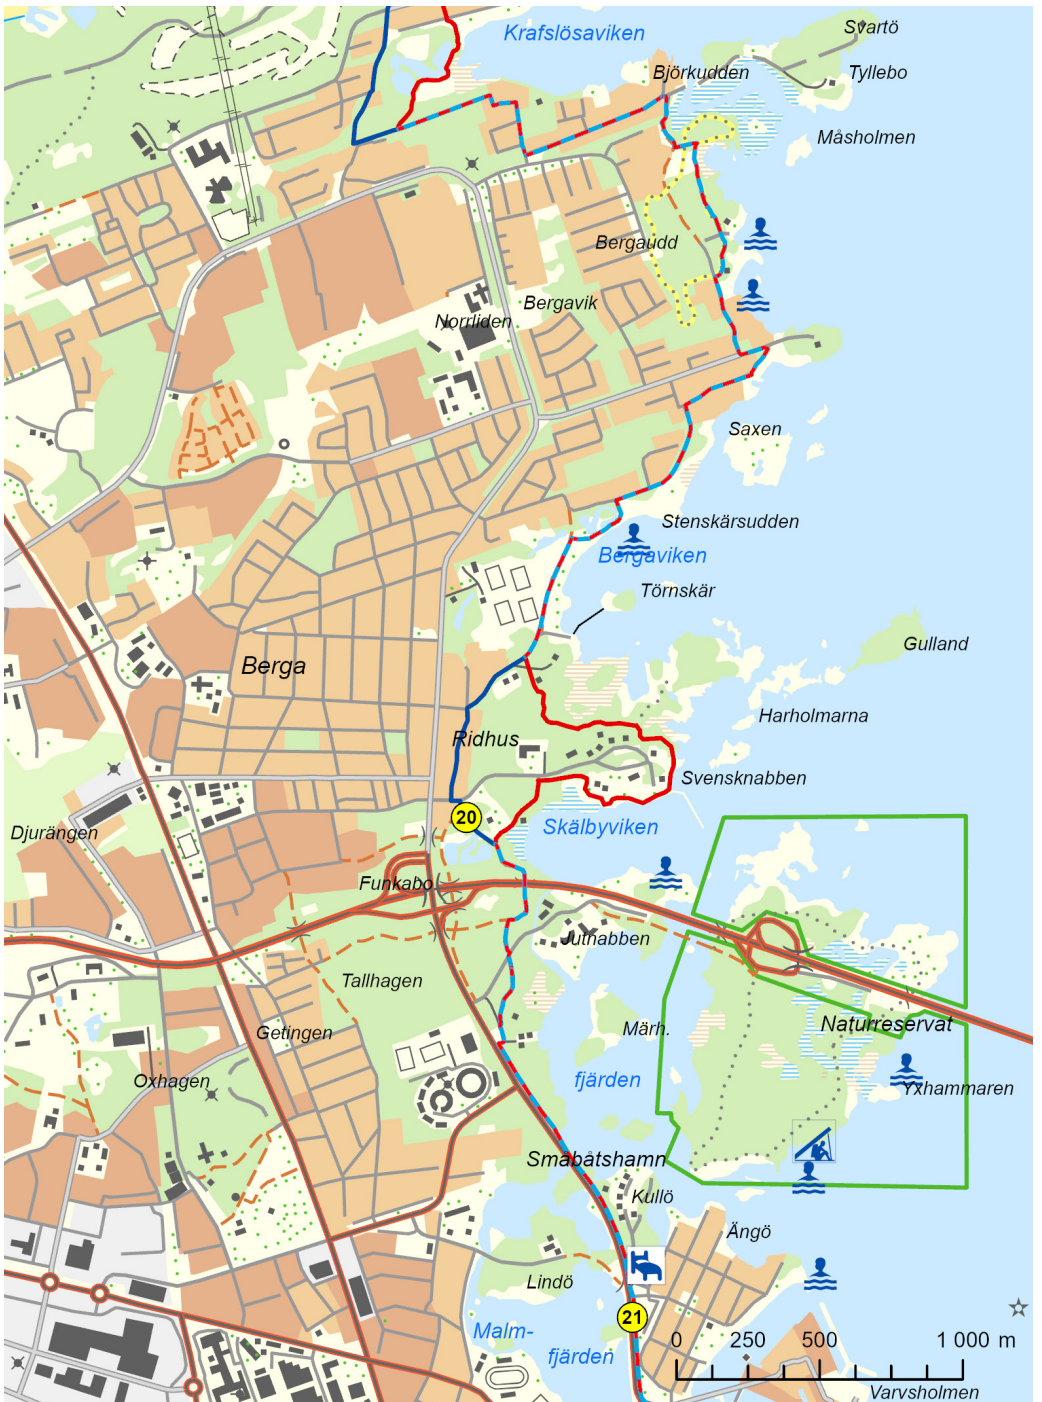 Krafslösaviken
Svartö
Björkudden
Tyllebo
Måsholmen
Bergaudd
Bergavik
Norrliden
Saxen
Stenskärsudden
Bergaviken
Törnskär
Gulland
Berga
Harholmarna
Ridhus
Svensknabben
20
Skälbyviken
Djurängen
Funkabo
Jutnabben
Tallhagen
Märh.
Naturreservat
Getingen
fjärden
Oxhagen
Yxhammaren
Småbåtshamn
Kullö
Ängö
Lindö
21
Malm-
fjärden
0 250 500 1 000 m
Varvsholmen